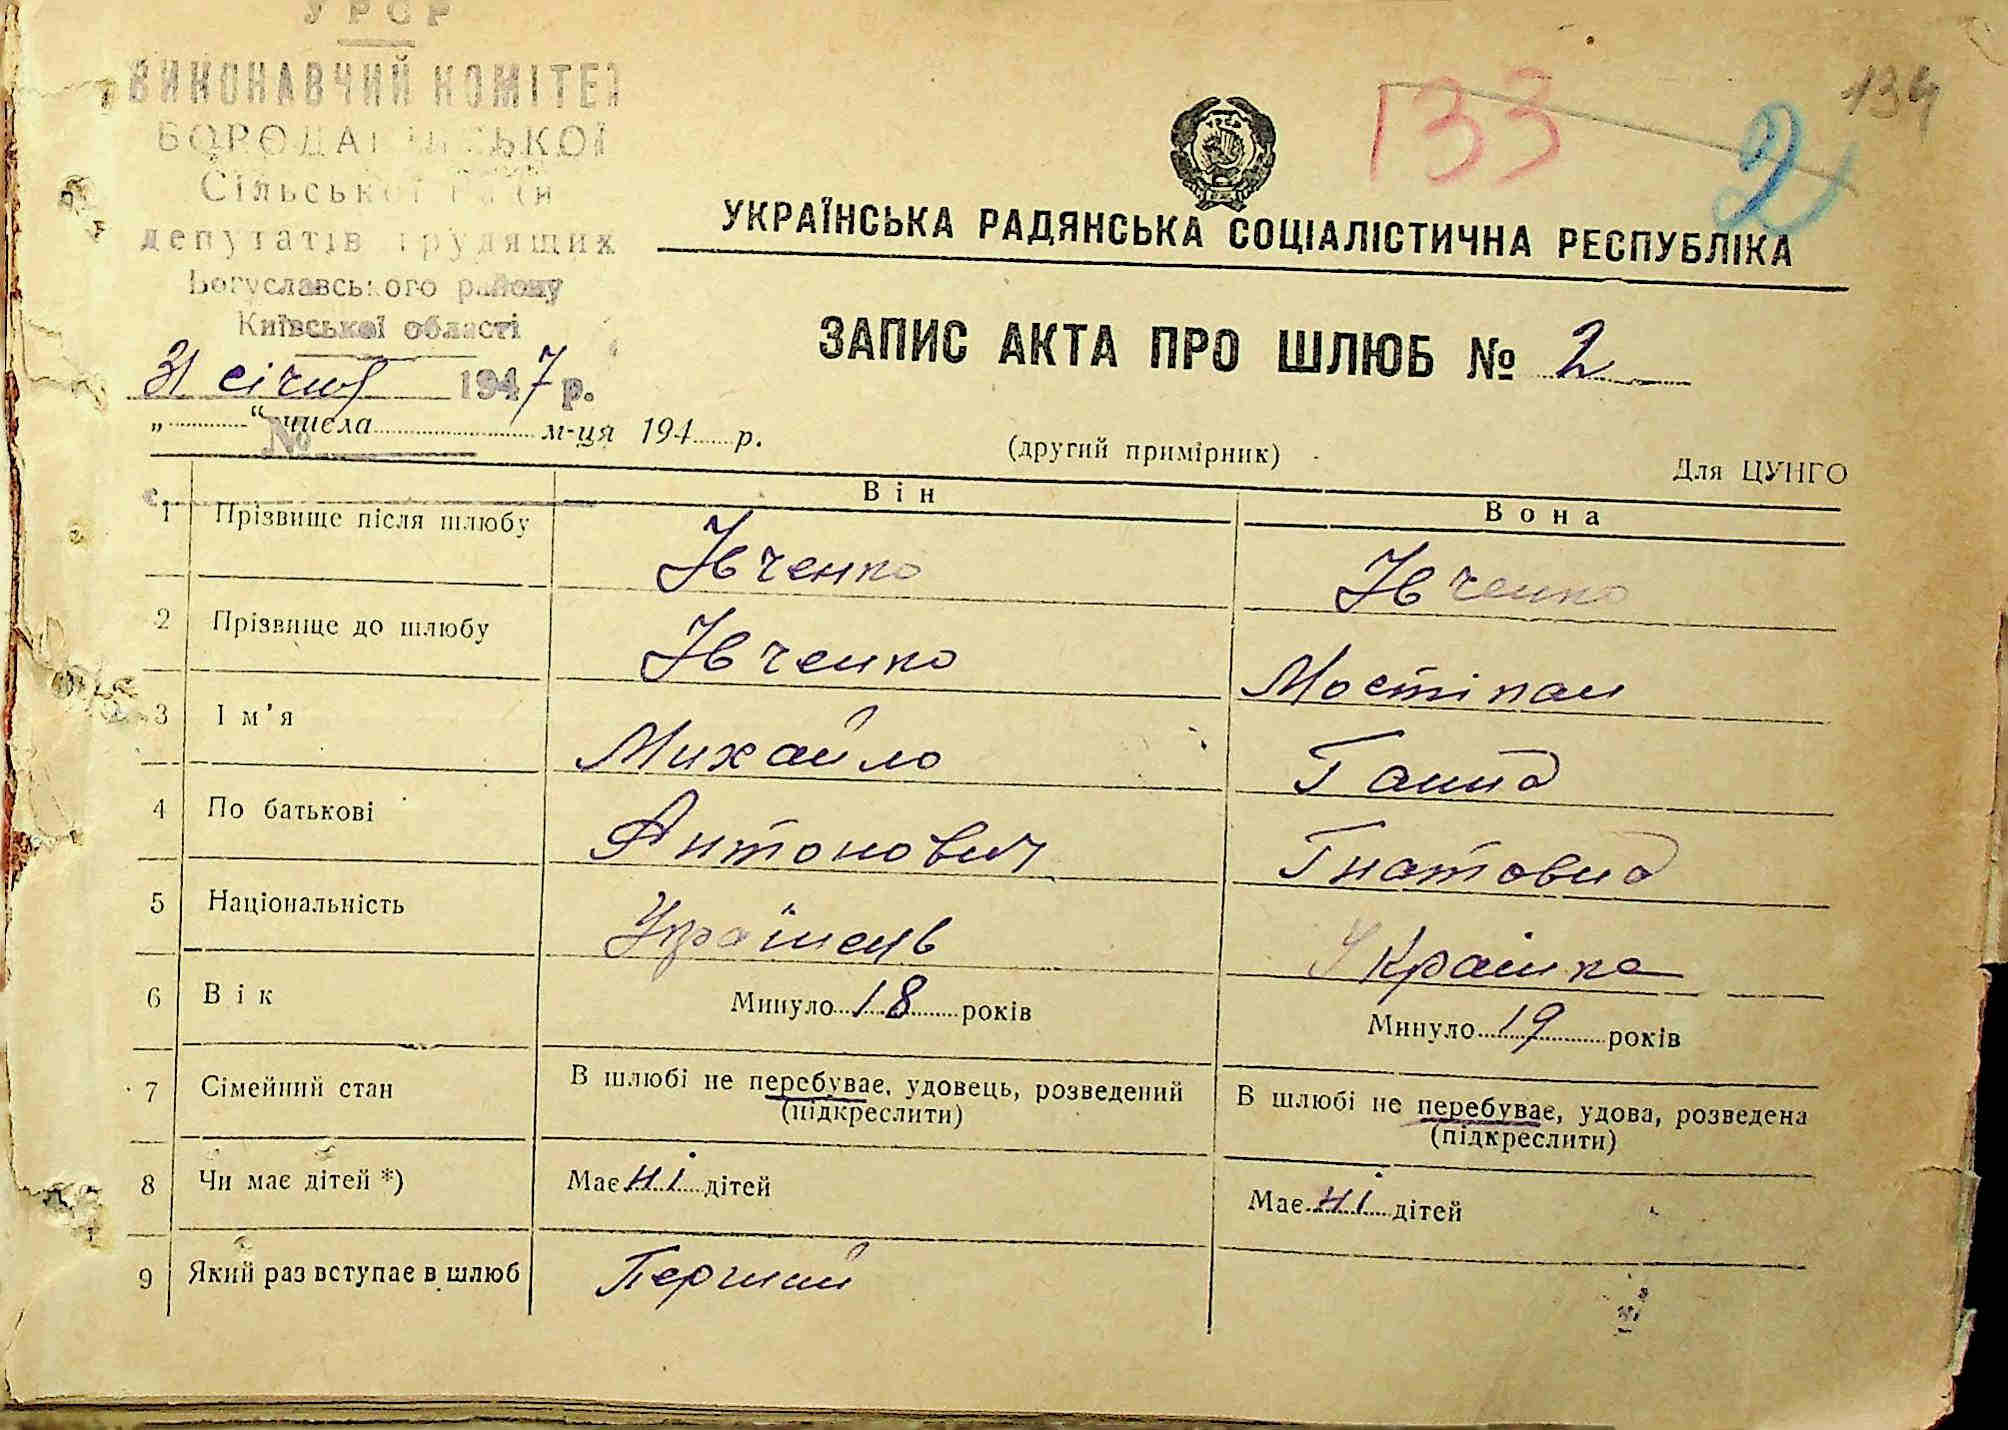 УРСР
ВИКОНАВЧИЙ КОМІТЕТ
Сільської Ради
депутатів трудящих
Богуславського району
Київської області
31 січня 1947 р.
№
133
2
134
УРСР
УКРАЇНСЬКА РАДЯНСЬКА СОЦІАЛІСТИЧНА РЕСПУБЛІКА
ЗАПИС АКТА ПРО ШЛЮБ № 2
„ “ числа м-ця 194 р.
(другий примірник)
Для ЦУНГО
Він Вона
1 Прізвище після шлюбу Івченко Івченко
2 Прізвище до шлюбу Івченко Мостіпан
3 Ім'я Михайло Ганна
4 По батькові Антонович Гнатовна
5 Національність Українець Українка
6 Вік Минуло 18 років Минуло 19 років
7 Сімейний стан В шлюбі не перебуває, удовець, розведений В шлюбі не перебуває, удова, розведена
(підкреслити) (підкреслити)
8 Чи має дітей *) Має ні дітей Має ні дітей
9 Який раз вступає в шлюб Перший